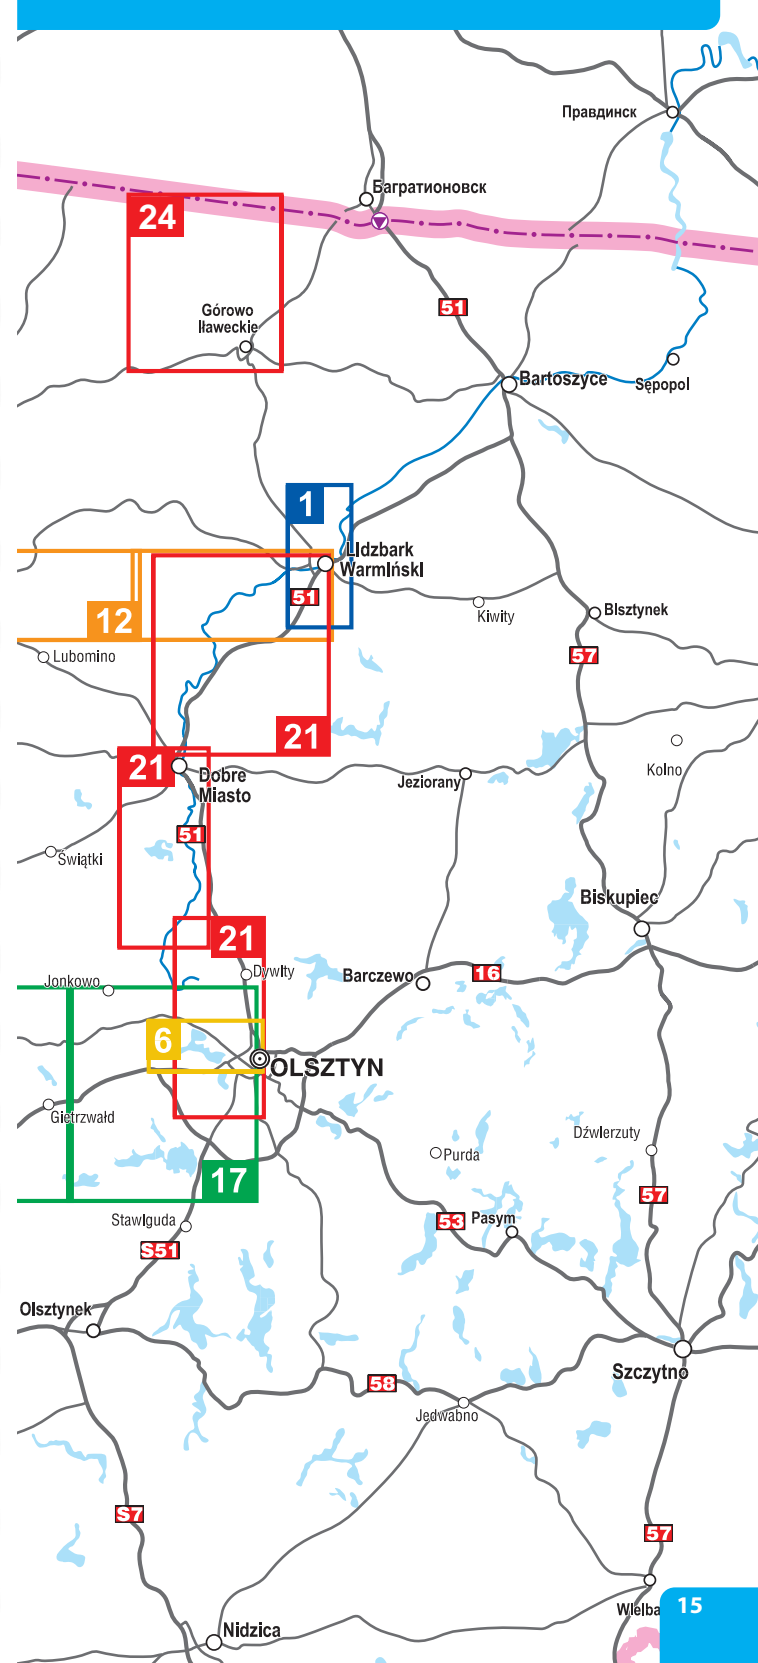 Правдинск
Багратионовск
24
Górowo
Iławeckie
51
Bartoszyce
Sępopol
1
LIdzbark
WarmIński
51
12
Kiwity
BIsztynek
57
Lubomino
21
21
Dobre
Miasto
Jeziorany
Kolno
51
Świątki
Biskupiec
21
Jonkowo
DywIty
Barczewo
16
6
OLSZTYN
Gietrzwałd
DźwIerzuty
Purda
17
57
StawIguda
53
Pasym
S51
Olsztynek
Szczytno
58
Jedwabno
S7
57
WIelba
15
Nidzica